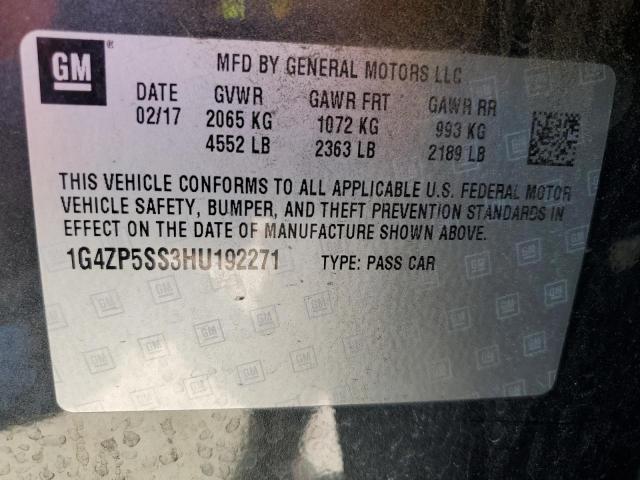 GM ® MFD BY GENERAL MOTORS LLC
DATE GVWR GAWR FRT GAWR RR
02/17 2065 KG 1072 KG 993 KG
4552 LB 2363 LB 2189 LB
THIS VEHICLE CONFORMS TO ALL APPLICABLE U.S. FEDERAL MOTOR
VEHICLE SAFETY, BUMPER, AND THEFT PREVENTION STANDARDS IN
EFFECT ON THE DATE OF MANUFACTURE SHOWN ABOVE.
1G4ZP5SS3HU192271 TYPE: PASS CAR